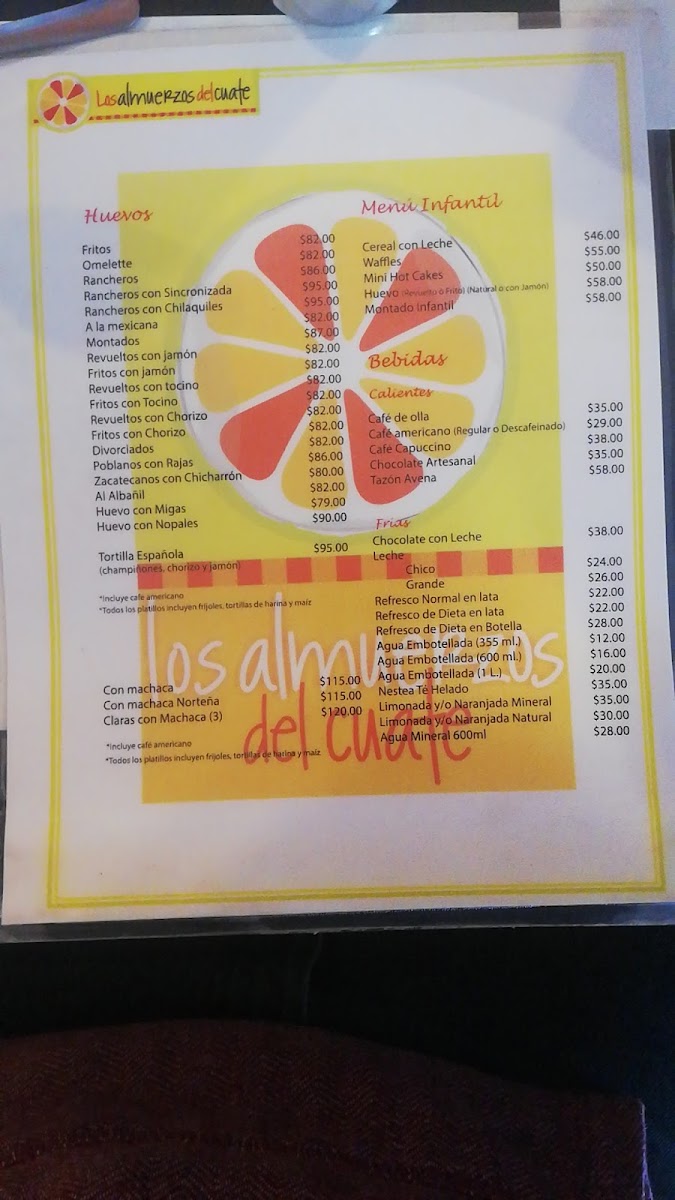 Los almuerzos del cuate
Huevos
Fritos $82.00
Omelette $82.00
Rancheros $86.00
Rancheros con Sincronizada $95.00
Rancheros con Chilaquiles $95.00
A la mexicana $82.00
Montados $87.00
Revueltos con jamón $82.00
Fritos con jamón $82.00
Revueltos con tocino $82.00
Fritos con Tocino $82.00
Revueltos con Chorizo $82.00
Fritos con Chorizo $82.00
Divorciados $82.00
Poblanos con Rajas $86.00
Zacatecanos con Chicharrón $80.00
Al Albañil $82.00
Huevo con Migas $79.00
Huevo con Nopales $90.00
Tortilla Española $95.00
(champiñones, chorizo y jamón)
*Incluye cafe americano
*Todos los platillos incluyen frijoles, tortillas de harina y maíz
Con machaca $115.00
Con machaca Norteña $115.00
Claras con Machaca (3) $120.00
*Incluye café americano
*Todos los platillos incluyen frijoles, tortillas de harina y maíz
Menú Infantil
Cereal con Leche $46.00
Waffles $55.00
Mini Hot Cakes $50.00
Huevo (Revuelto o Frito) (Natural o con Jamón) $58.00
Montado Infantil $58.00
Bebidas
Calientes
Café de olla $35.00
Café americano (Regular o Descafeinado) $29.00
Café Capuccino $38.00
Chocolate Artesanal $35.00
Tazón Avena $58.00
Frías
Chocolate con Leche $38.00
Leche
Chico $24.00
Grande $26.00
Refresco Normal en lata $22.00
Refresco de Dieta en lata $22.00
Refresco de Dieta en Botella $28.00
Agua Embotellada (355 ml.) $12.00
Agua Embotellada (600 ml.) $16.00
Agua Embotellada (1 L.) $20.00
Nestea Té Helado $35.00
Limonada y/o Naranjada Mineral $35.00
Limonada y/o Naranjada Natural $30.00
Agua Mineral 600ml $28.00
los almuerzos
del cuate